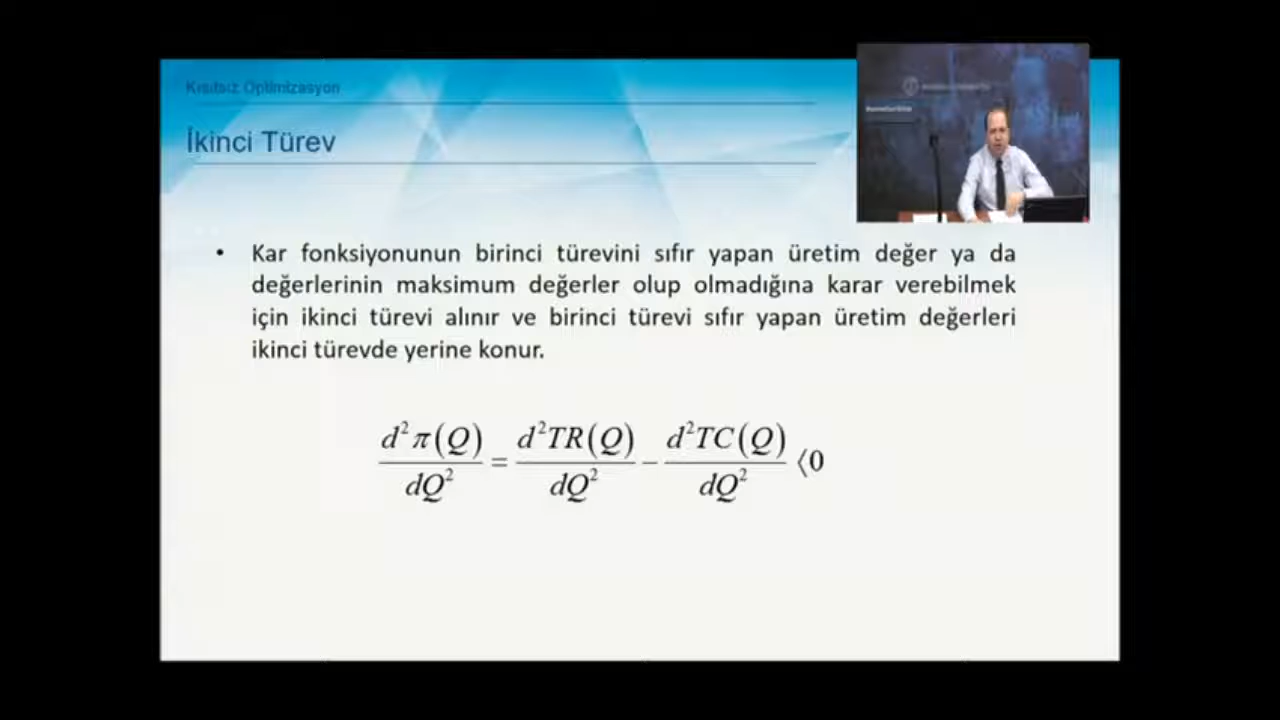 Kısıtsız Optimizasyon
İkinci Türev
• Kar fonksiyonunun birinci türevini sıfır yapan üretim değer ya da
değerlerinin maksimum değerler olup olmadığına karar verebilmek
için ikinci türevi alınır ve birinci türevi sıfır yapan üretim değerleri
ikinci türevde yerine konur.
d²π(Q)/dQ² = d²TR(Q)/dQ² − d²TC(Q)/dQ² ⟨0